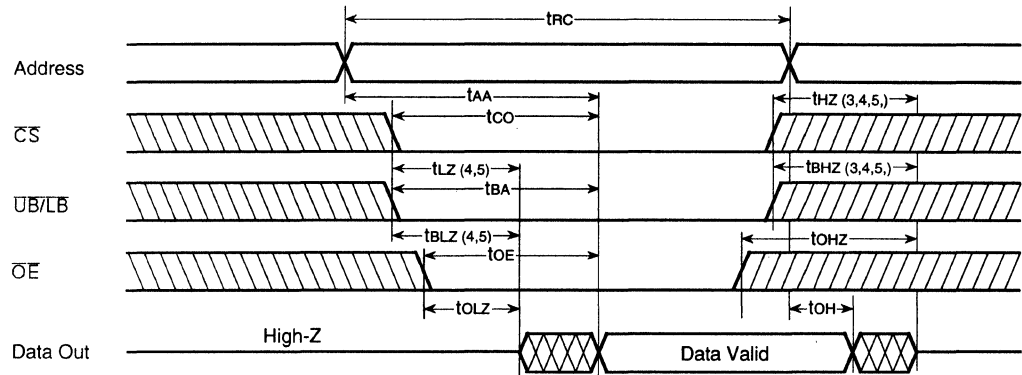 tRC
Address
tAA
tHZ (3,4,5,)
tCO
CS
tLZ (4,5)
tBHZ (3,4,5,)
tBA
UB/LB
tBLZ (4,5)
tOHZ
tOE
OE
tOLZ
tOH
High-Z
Data Out
Data Valid